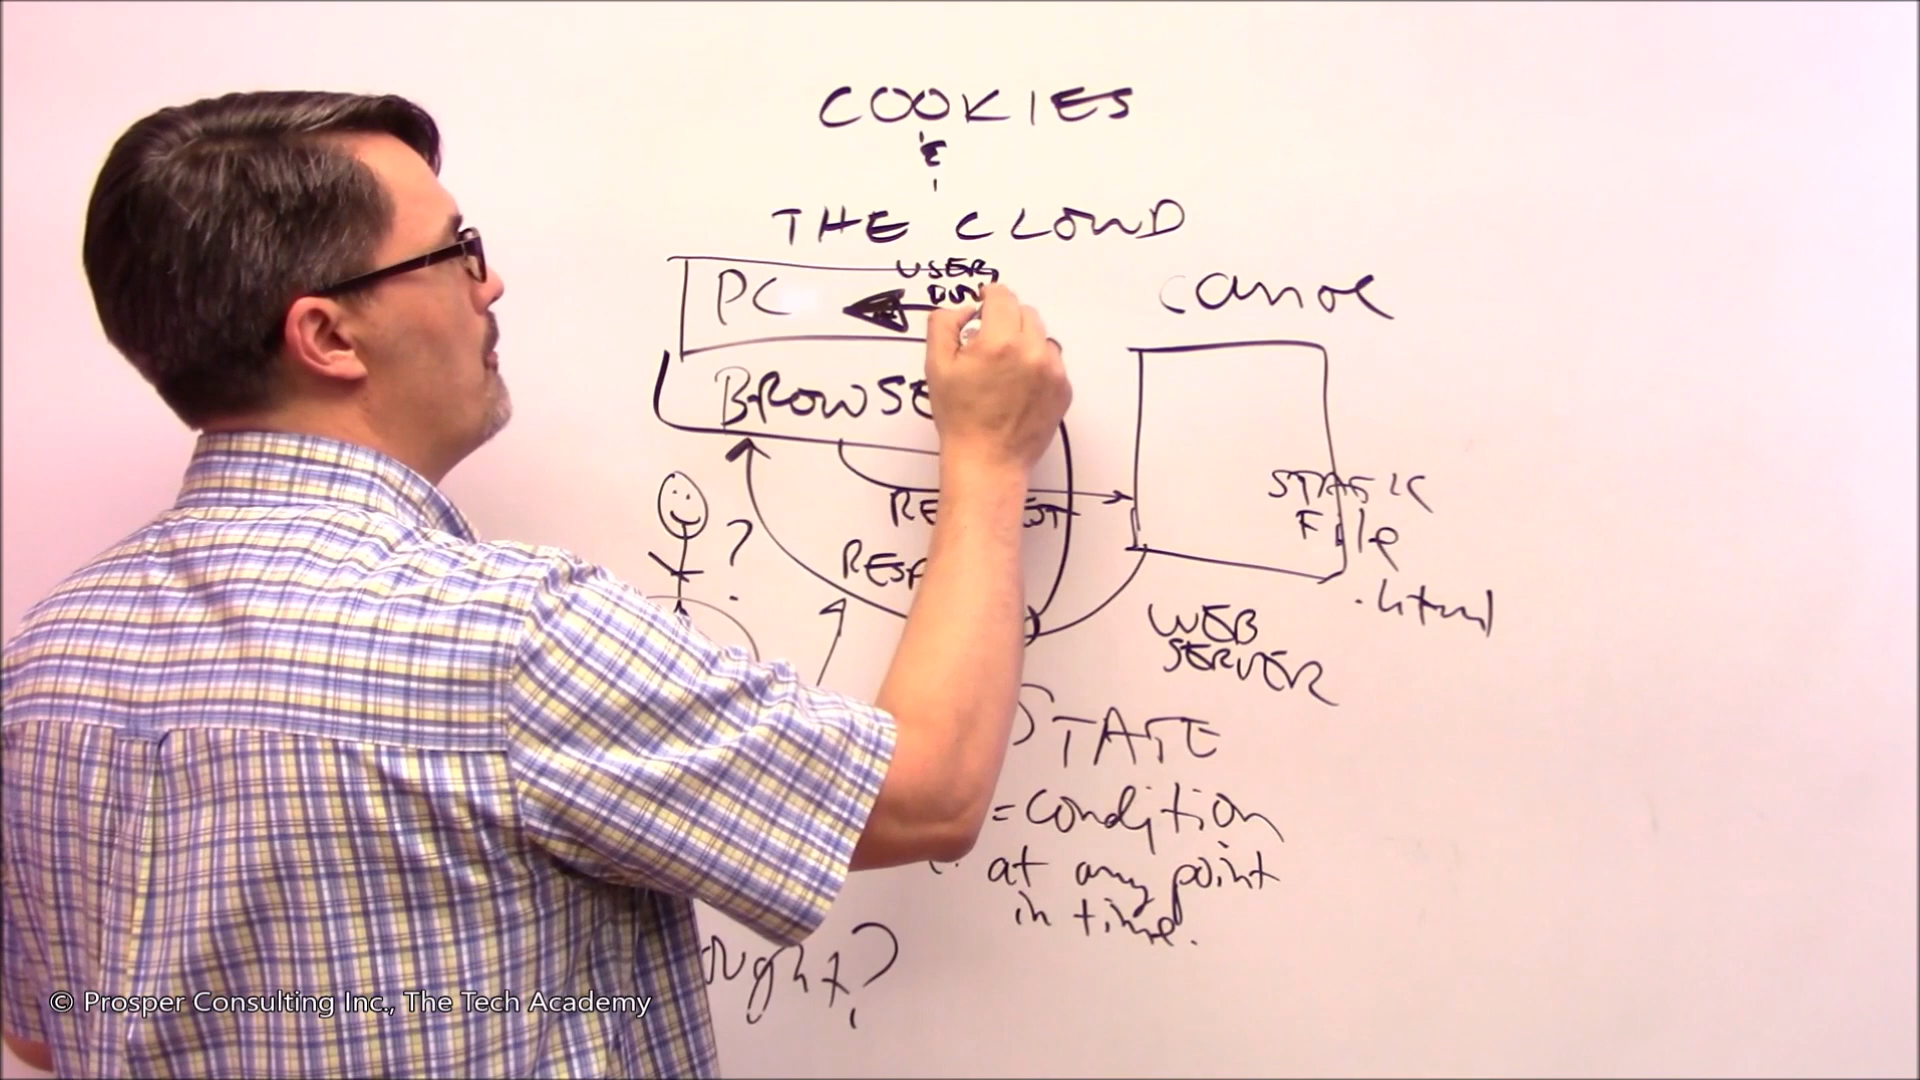 COOKIES
&
THE CLOUD
PC
USER,
canoe
BROWSE
STATIC
File
.html
?
WEB
SERVER
STATE
= condition
at any point
in time.
© Prosper Consulting Inc., The Tech Academy